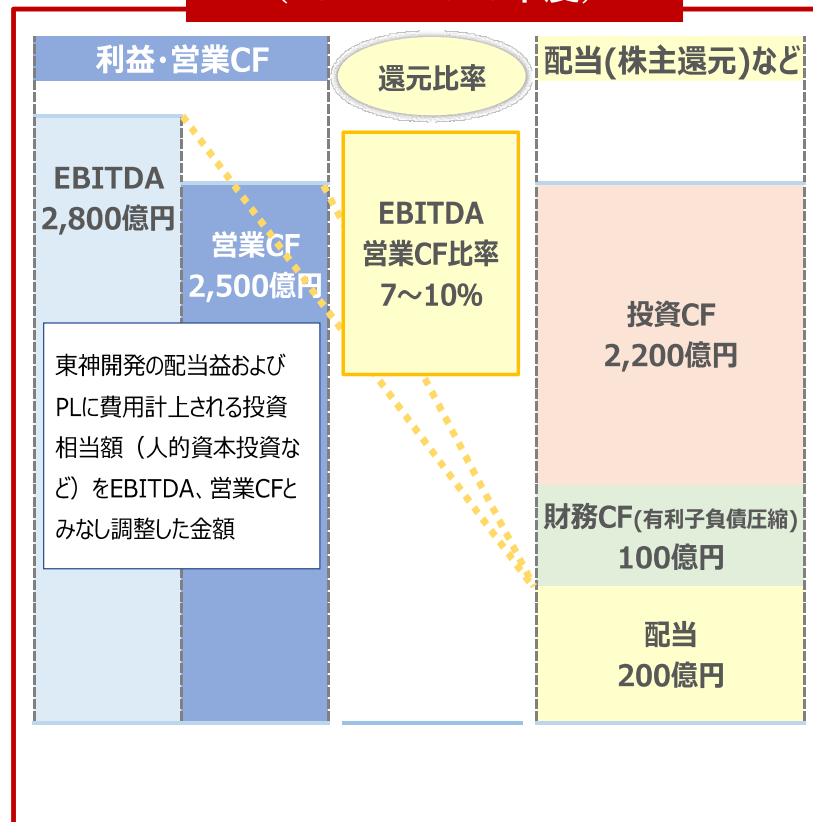 利益・営業CF
還元比率
配当(株主還元)など
EBITDA
2,800億円
営業CF
2,500億円
東神開発の配当益および
PLに費用計上される投資
相当額（人的資本投資な
ど）をEBITDA、営業CFと
みなし調整した金額
EBITDA
営業CF比率
7～10%
投資CF
2,200億円
財務CF(有利子負債圧縮)
100億円
配当
200億円